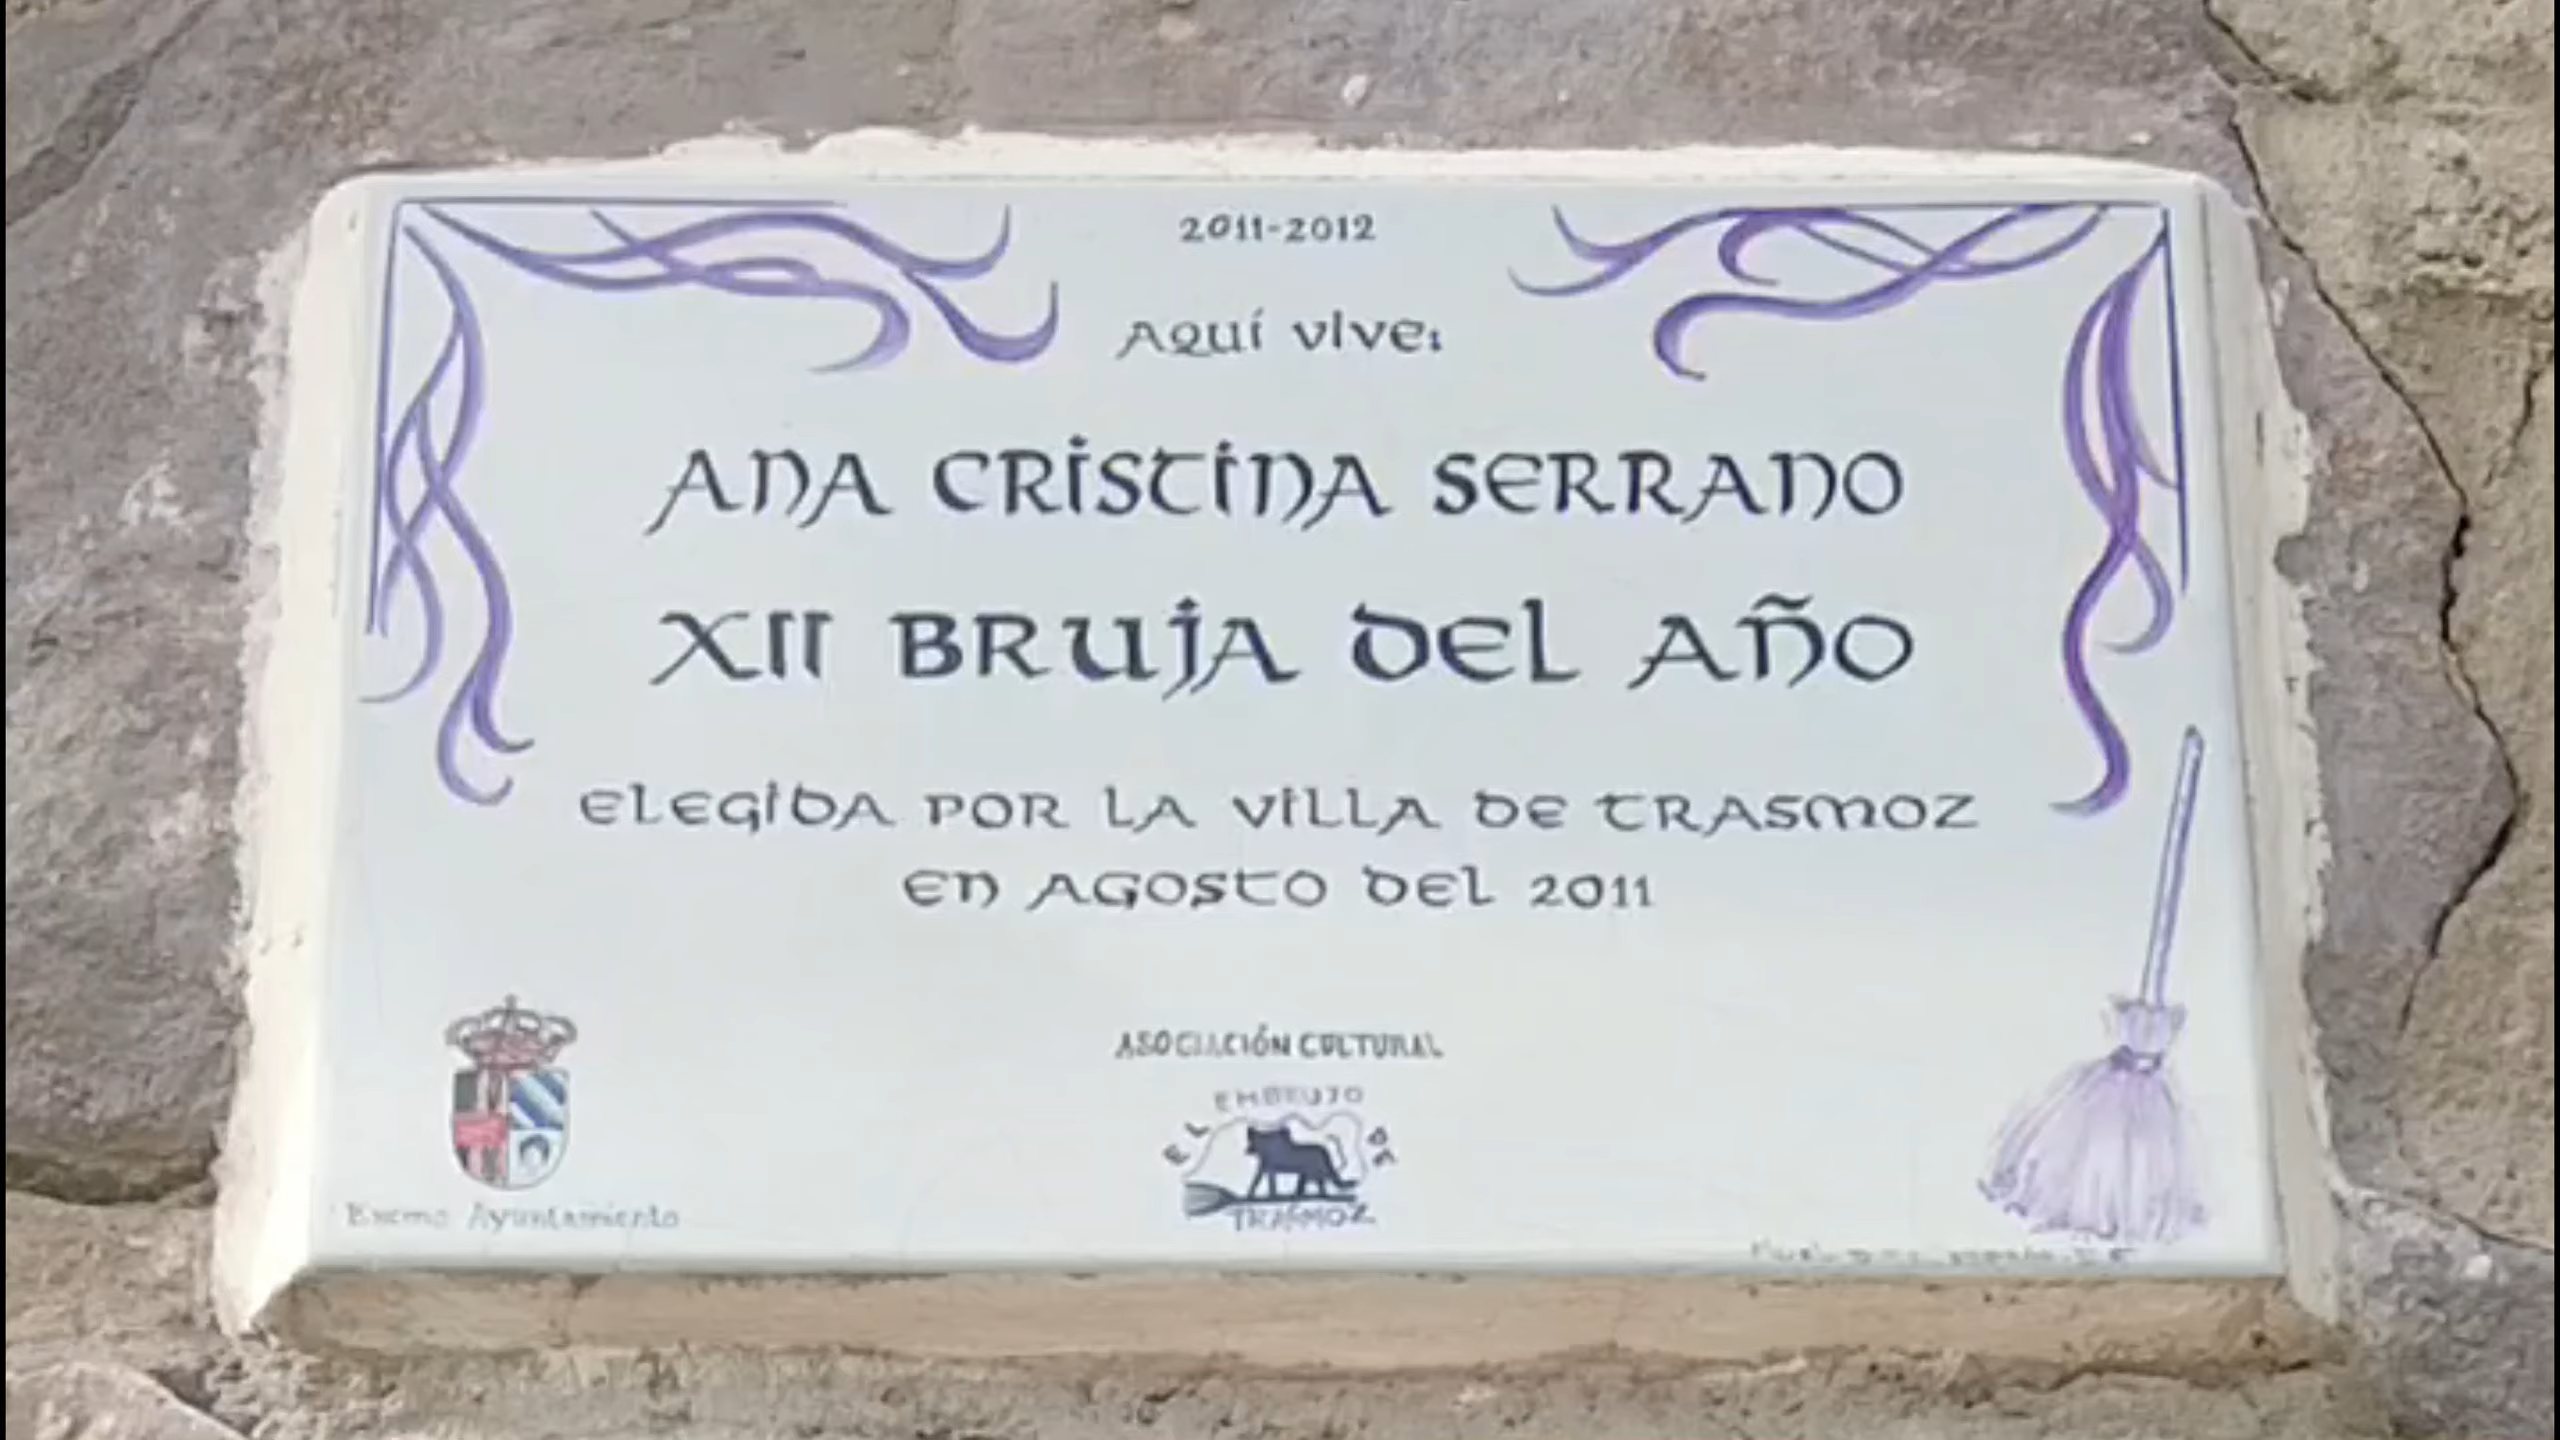 2011-2012
Aquí vive:
ANA CRISTINA SERRANO
XII BRUJA DEL AÑO
ELEGIDA POR LA VILLA DE TRASMOZ
EN AGOSTO DEL 2011
ASOCIACIÓN CULTURAL
EL EMBRUJO DE
TRASMOZ
Excmo Ayuntamiento